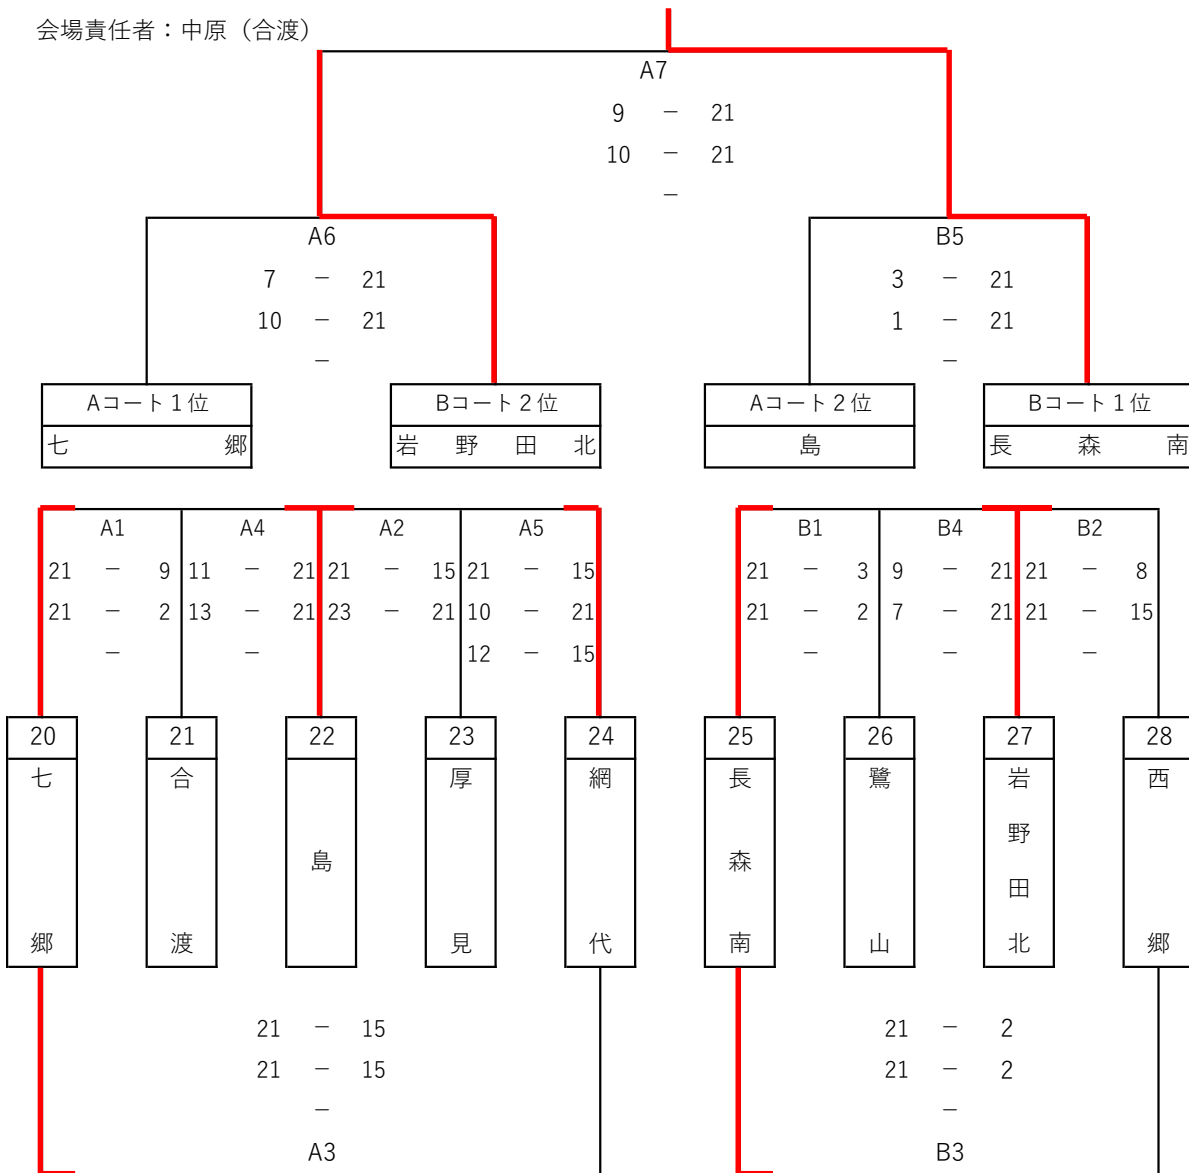 会場責任者：中原（合渡）
A7
9 － 21
10 － 21
－
A6 B5
7 － 21 3 － 21
10 － 21 1 － 21
－ －
Aコート１位 Bコート２位 Aコート２位 Bコート１位
七郷 岩野田北 島 長森南
A1 A4 A2 A5 B1 B4 B2
21 － 9 11 － 21 21 － 15 21 － 15 21 － 3 9 － 21 21 － 8
21 － 2 13 － 21 23 － 21 10 － 21 21 － 2 7 － 21 21 － 15
－ － 12 － 15 － － －
20 21 22 23 24 25 26 27 28
七郷 合渡 島 厚見 網代 長森南 鷺山 岩野田北 西郷
21 － 15 21 － 2
21 － 15 21 － 2
－ －
A3 B3